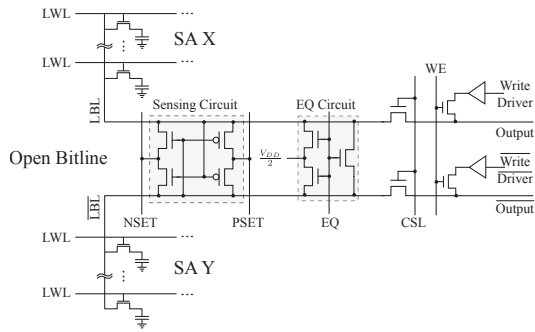 LWL
SA X
LWL
WE
LBL
Sensing Circuit
EQ Circuit
Write
Driver
Output
Open Bitline
V_DD/2
Write
Driver
LBL
Output
NSET
PSET
EQ
CSL
LWL
SA Y
LWL